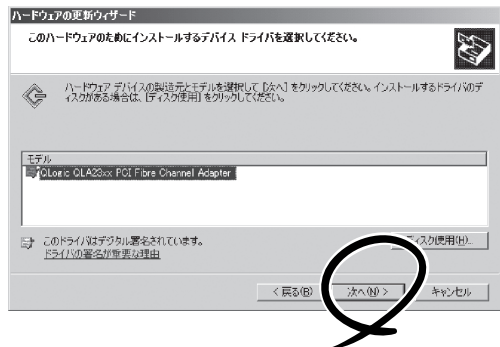 ハードウェアの更新ウィザード
このハードウェアのためにインストールするデバイス ドライバを選択してください。
ハードウェア デバイスの製造元とモデルを選択して [次へ] をクリックしてください。インストールするドライバのデ
ィスクがある場合は、[ディスク使用] をクリックしてください。
モデル
QLogic QLA23xx PCI Fibre Channel Adapter
このドライバはデジタル署名されています。
ドライバの署名が重要な理由
ディスク使用(H)...
< 戻る(B)
次へ(N) >
キャンセル